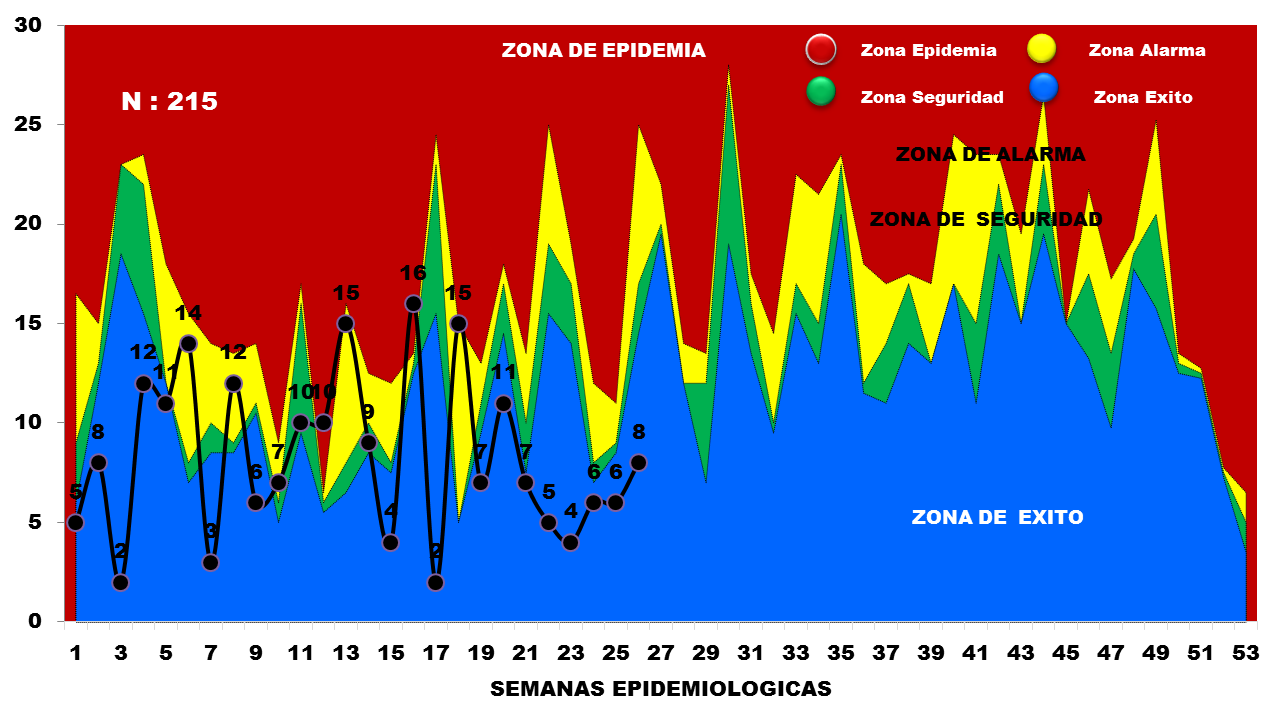 30
ZONA DE EPIDEMIA
Zona Epidemia
Zona Alarma
N : 215
Zona Seguridad
Zona Exito
25
ZONA DE ALARMA
20
ZONA DE  SEGURIDAD
15
10
5
0
5 8 2 12 11 14 3 12 6 7 10 10 15 9 4 16 2 15 7 11 7 5 4 6 6 8
ZONA DE  EXITO
1 3 5 7 9 11 13 15 17 19 21 23 25 27 29 31 33 35 37 39 41 43 45 47 49 51 53
SEMANAS EPIDEMIOLOGICAS